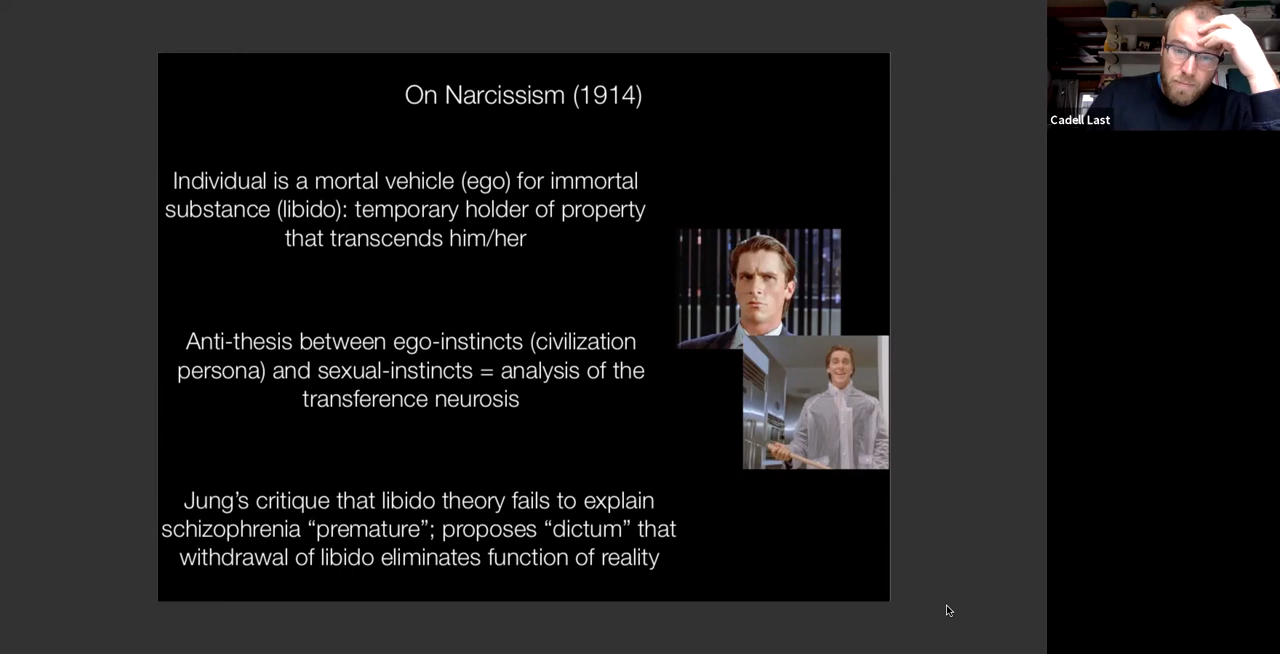 On Narcissism (1914)
Individual is a mortal vehicle (ego) for immortal
substance (libido): temporary holder of property
that transcends him/her
Anti-thesis between ego-instincts (civilization
persona) and sexual-instincts = analysis of the
transference neurosis
Jung’s critique that libido theory fails to explain
schizophrenia “premature”; proposes “dictum” that
withdrawal of libido eliminates function of reality
Cadell Last